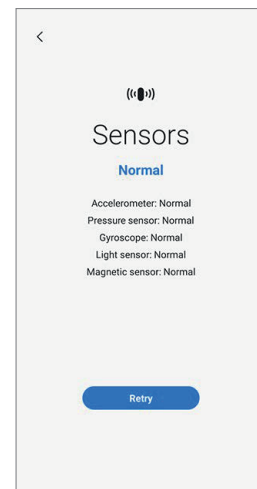 Sensors
Normal
Accelerometer: Normal
Pressure sensor: Normal
Gyroscope: Normal
Light sensor: Normal
Magnetic sensor: Normal
Retry